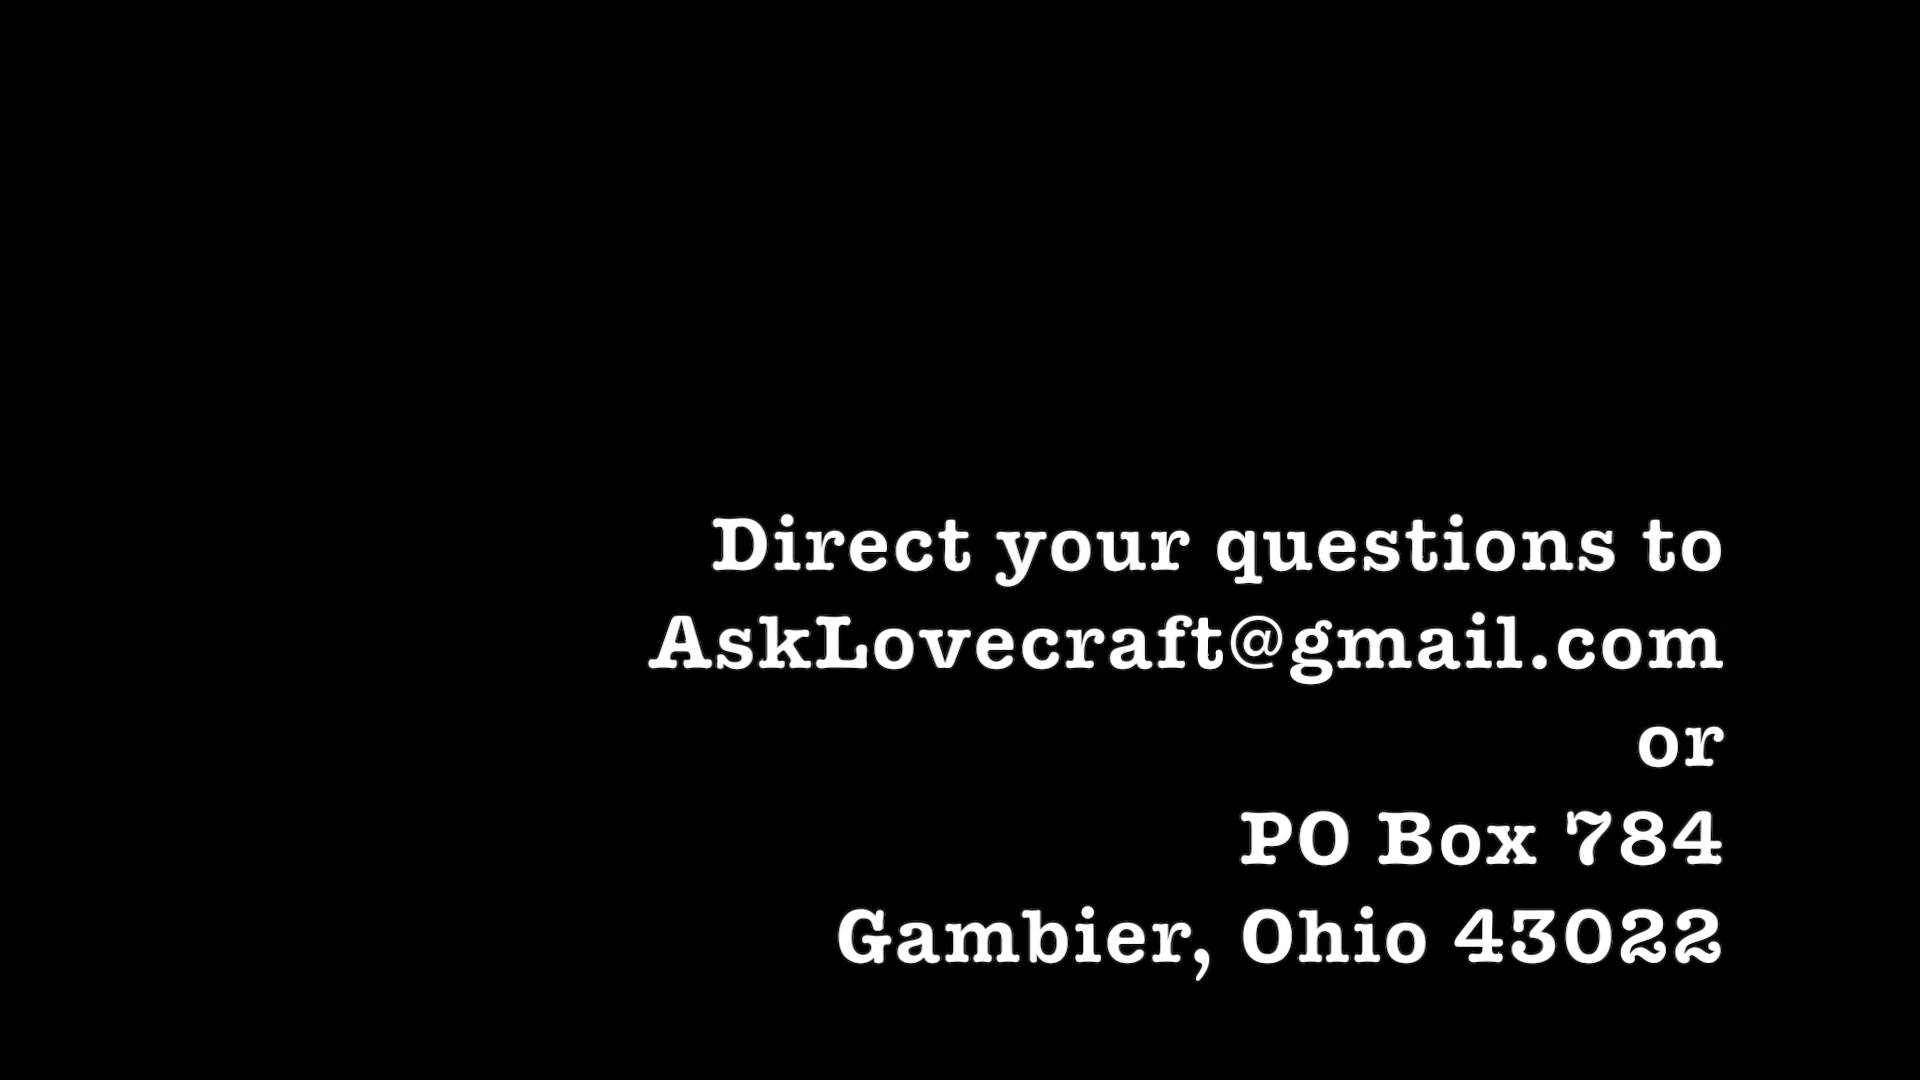 Direct your questions to
AskLovecraft@gmail.com
or
PO Box 784
Gambier, Ohio 43022